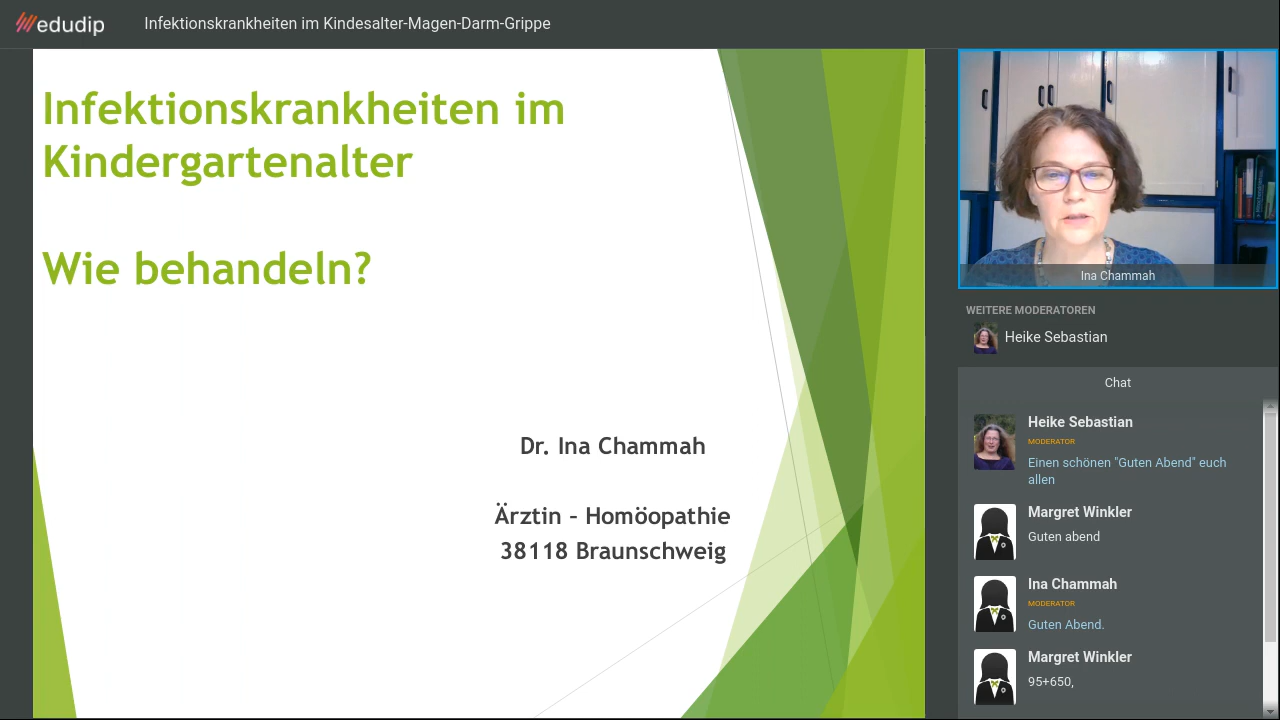 edudip
Infektionskrankheiten im Kindesalter-Magen-Darm-Grippe
Infektionskrankheiten im
Kindergartenalter
Wie behandeln?
Dr. Ina Chammah
Ärztin - Homöopathie
38118 Braunschweig
Ina Chammah
WEITERE MODERATOREN
Heike Sebastian
Chat
Heike Sebastian
MODERATOR
Einen schönen "Guten Abend" euch
allen
Margret Winkler
Guten abend
Ina Chammah
MODERATOR
Guten Abend.
Margret Winkler
95+650,